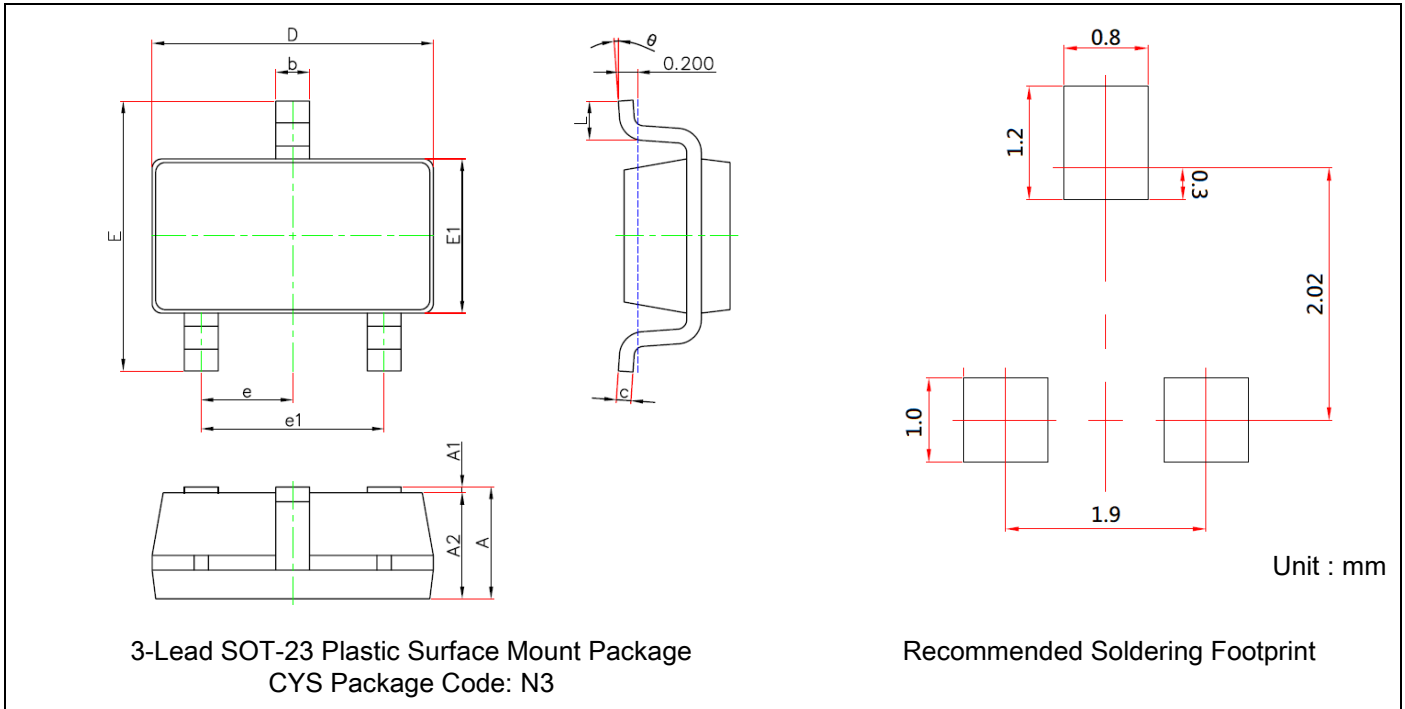 D
b
E
E1
e
e1
A1
A2
A
θ
0.200
L
c
0.8
1.2
0.3
2.02
1.0
1.9
Unit : mm
3-Lead SOT-23 Plastic Surface Mount Package
CYS Package Code: N3
Recommended Soldering Footprint